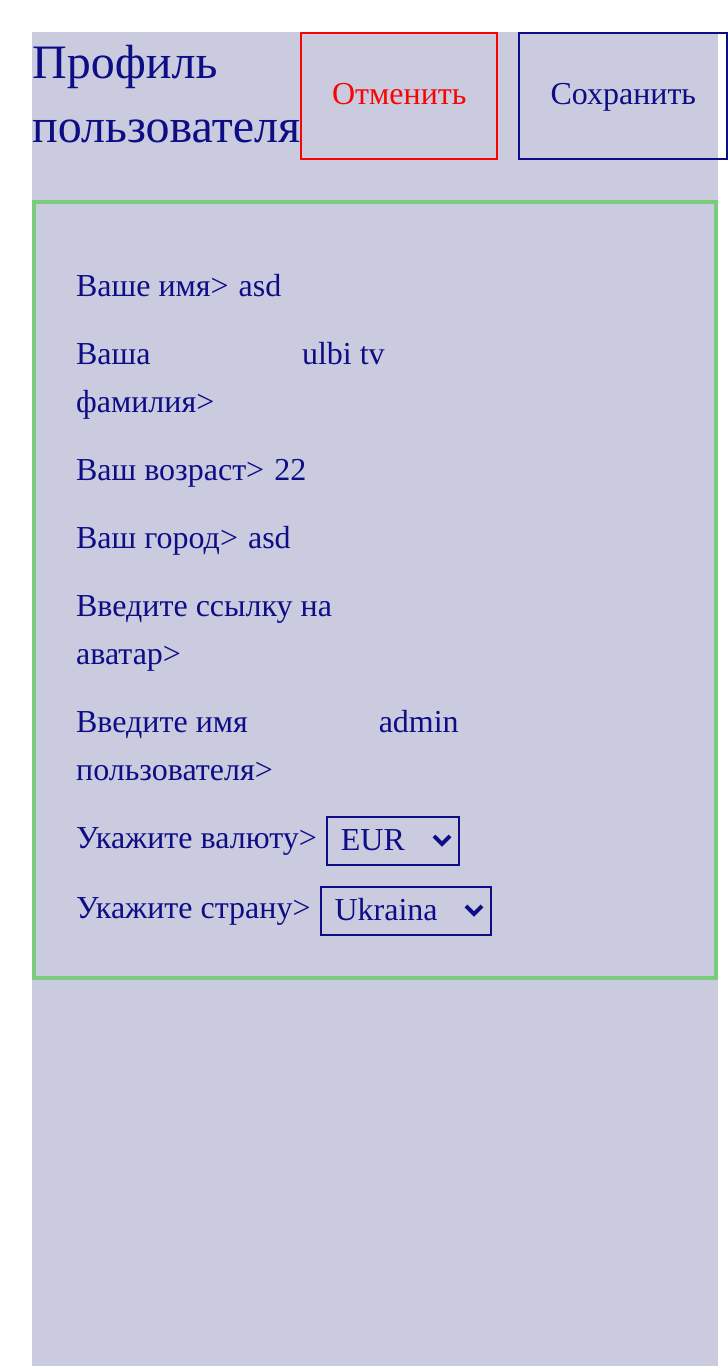 Профиль
пользователя
Отменить
Сохранить
Ваше имя> asd
Ваша ulbi tv
фамилия>
Ваш возраст> 22
Ваш город> asd
Введите ссылку на
аватар>
Введите имя admin
пользователя>
Укажите валюту> EUR
Укажите страну> Ukraina